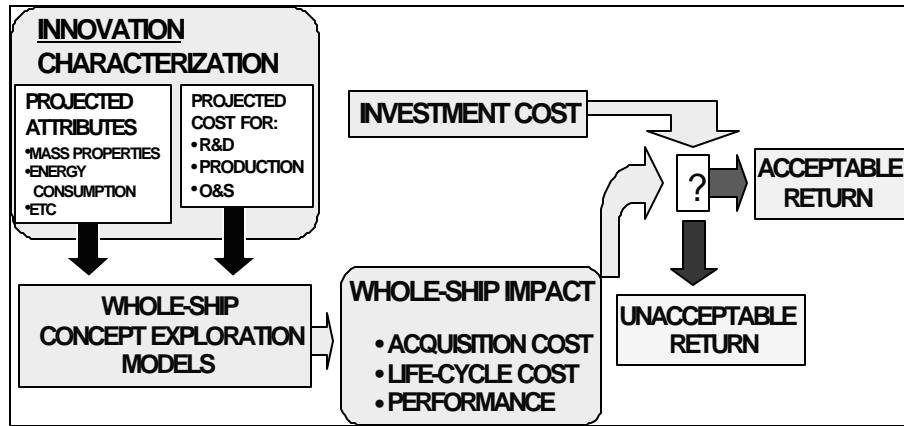 INNOVATION
CHARACTERIZATION
PROJECTED
ATTRIBUTES
•MASS PROPERTIES
•ENERGY
CONSUMPTION
•ETC
PROJECTED
COST FOR:
• R&D
• PRODUCTION
• O&S
INVESTMENT COST
?
ACCEPTABLE
RETURN
WHOLE-SHIP
CONCEPT EXPLORATION
MODELS
WHOLE-SHIP IMPACT
• ACQUISITION COST
• LIFE-CYCLE COST
• PERFORMANCE
UNACCEPTABLE
RETURN